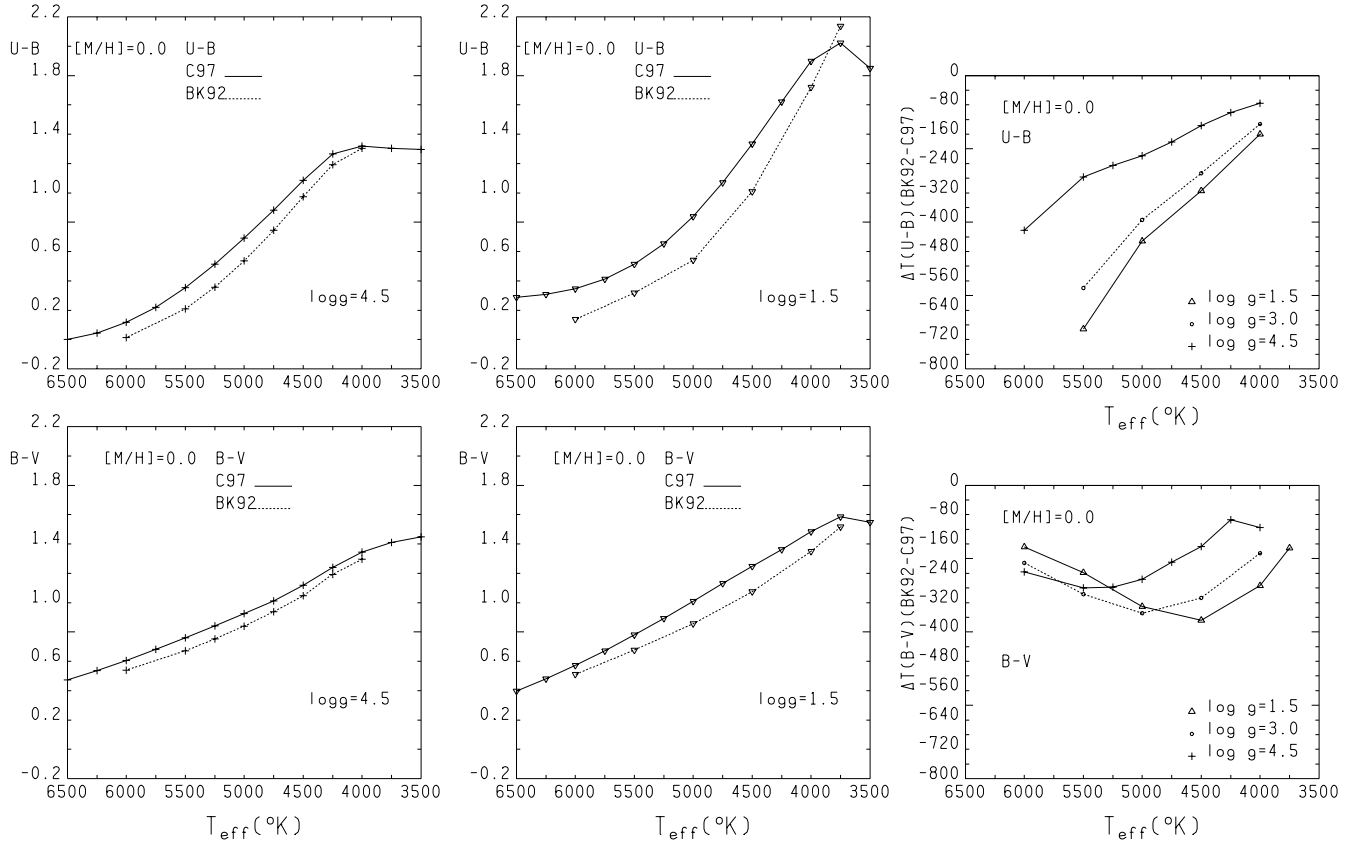 2.2
U-B
[M/H]=0.0 U-B
1.8
C97
BK92
1.4
1.0
0.6
logg=4.5
0.2
-0.2
6500 6000 5500 5000 4500 4000 3500
2.2
U-B
[M/H]=0.0 U-B
1.8
C97
BK92
1.4
1.0
0.6
logg=1.5
0.2
-0.2
6500 6000 5500 5000 4500 4000 3500
0
-80
-160
-240
-320
-400
-480
-560
-640
-720
-800
ΔT(U-B)(BK92-C97)
[M/H]=0.0
U-B
log g=1.5
log g=3.0
log g=4.5
6500 6000 5500 5000 4500 4000 3500
Teff(°K)
2.2
B-V
[M/H]=0.0 B-V
1.8
C97
BK92
1.4
1.0
0.6
logg=4.5
0.2
-0.2
6500 6000 5500 5000 4500 4000 3500
Teff(°K)
2.2
B-V
[M/H]=0.0 B-V
1.8
C97
BK92
1.4
1.0
0.6
logg=1.5
0.2
-0.2
6500 6000 5500 5000 4500 4000 3500
Teff(°K)
0
-80
-160
-240
-320
-400
-480
-560
-640
-720
-800
ΔT(B-V)(BK92-C97)
[M/H]=0.0
B-V
log g=1.5
log g=3.0
log g=4.5
6500 6000 5500 5000 4500 4000 3500
Teff(°K)